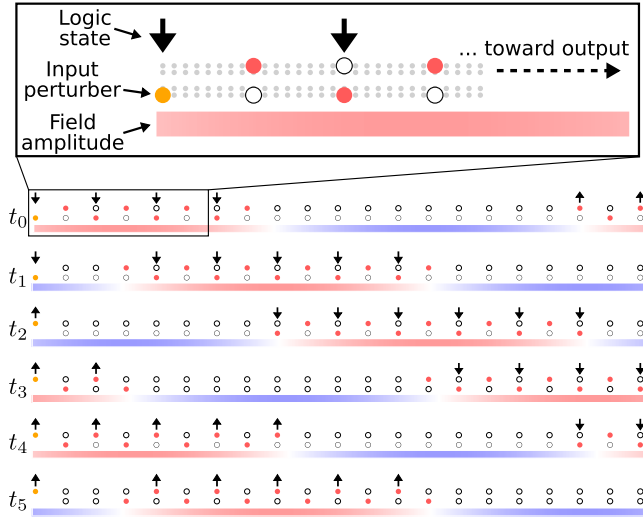 Logic
state
Input
perturber
Field
amplitude
... toward output
t0
t1
t2
t3
t4
t5